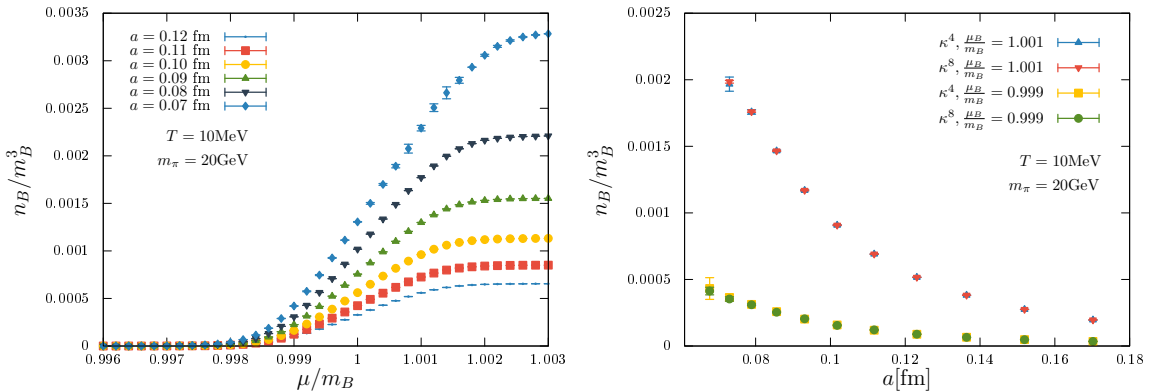 n_B/m_B^3
0.0035
0.003
0.0025
0.002
0.0015
0.001
0.0005
0
a = 0.12 fm
a = 0.11 fm
a = 0.10 fm
a = 0.09 fm
a = 0.08 fm
a = 0.07 fm
T = 10MeV
m_π = 20GeV
0.996 0.997 0.998 0.999 1 1.001 1.002 1.003
μ/m_B
n_B/m_B^3
0.0025
0.002
0.0015
0.001
0.0005
0
κ^4, μ_B/m_B = 1.001
κ^8, μ_B/m_B = 1.001
κ^4, μ_B/m_B = 0.999
κ^8, μ_B/m_B = 0.999
T = 10MeV
m_π = 20GeV
0.08 0.1 0.12 0.14 0.16 0.18
a[fm]